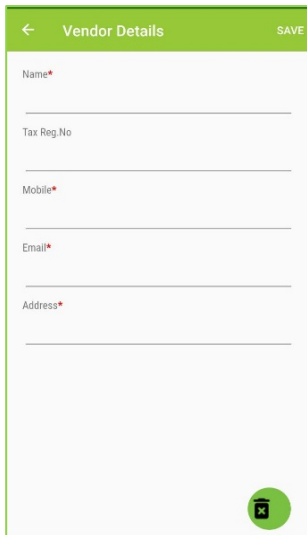 Vendor Details SAVE
Name*
Tax Reg.No
Mobile*
Email*
Address*